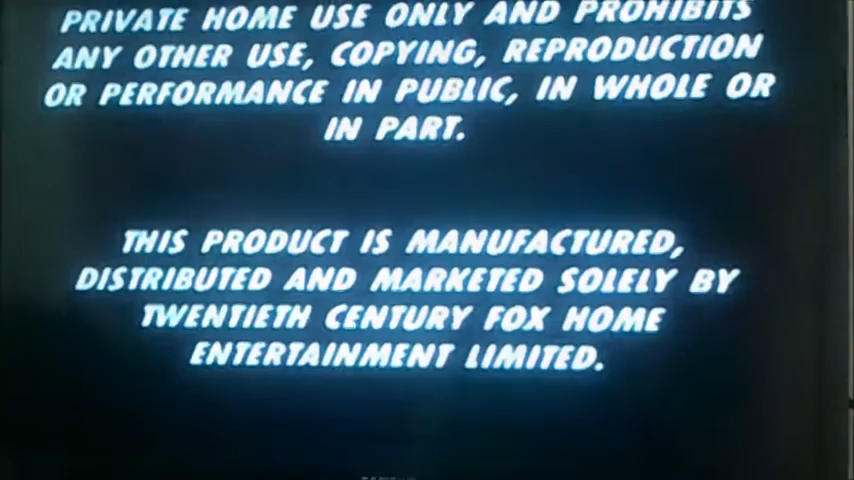 PRIVATE HOME USE ONLY AND PROHIBITS
ANY OTHER USE, COPYING, REPRODUCTION
OR PERFORMANCE IN PUBLIC, IN WHOLE OR
IN PART.
THIS PRODUCT IS MANUFACTURED,
DISTRIBUTED AND MARKETED SOLELY BY
TWENTIETH CENTURY FOX HOME
ENTERTAINMENT LIMITED.